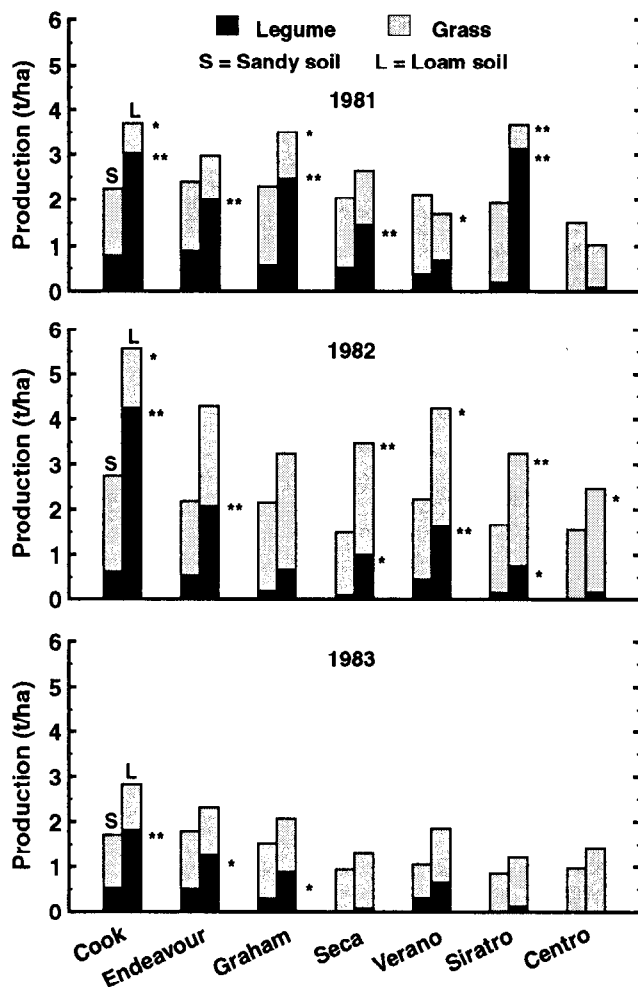 Legume Grass
S = Sandy soil L = Loam soil
1981
Production (t/ha)
6
5
4
3
2
1
0
S
L
*
**
**
*
**
**
*
**
**
1982
Production (t/ha)
6
5
4
3
2
1
0
S
L
*
**
**
**
*
*
**
**
*
*
1983
Production (t/ha)
6
5
4
3
2
1
0
S
L
**
*
*
Cook
Endeavour
Graham
Seca
Verano
Siratro
Centro